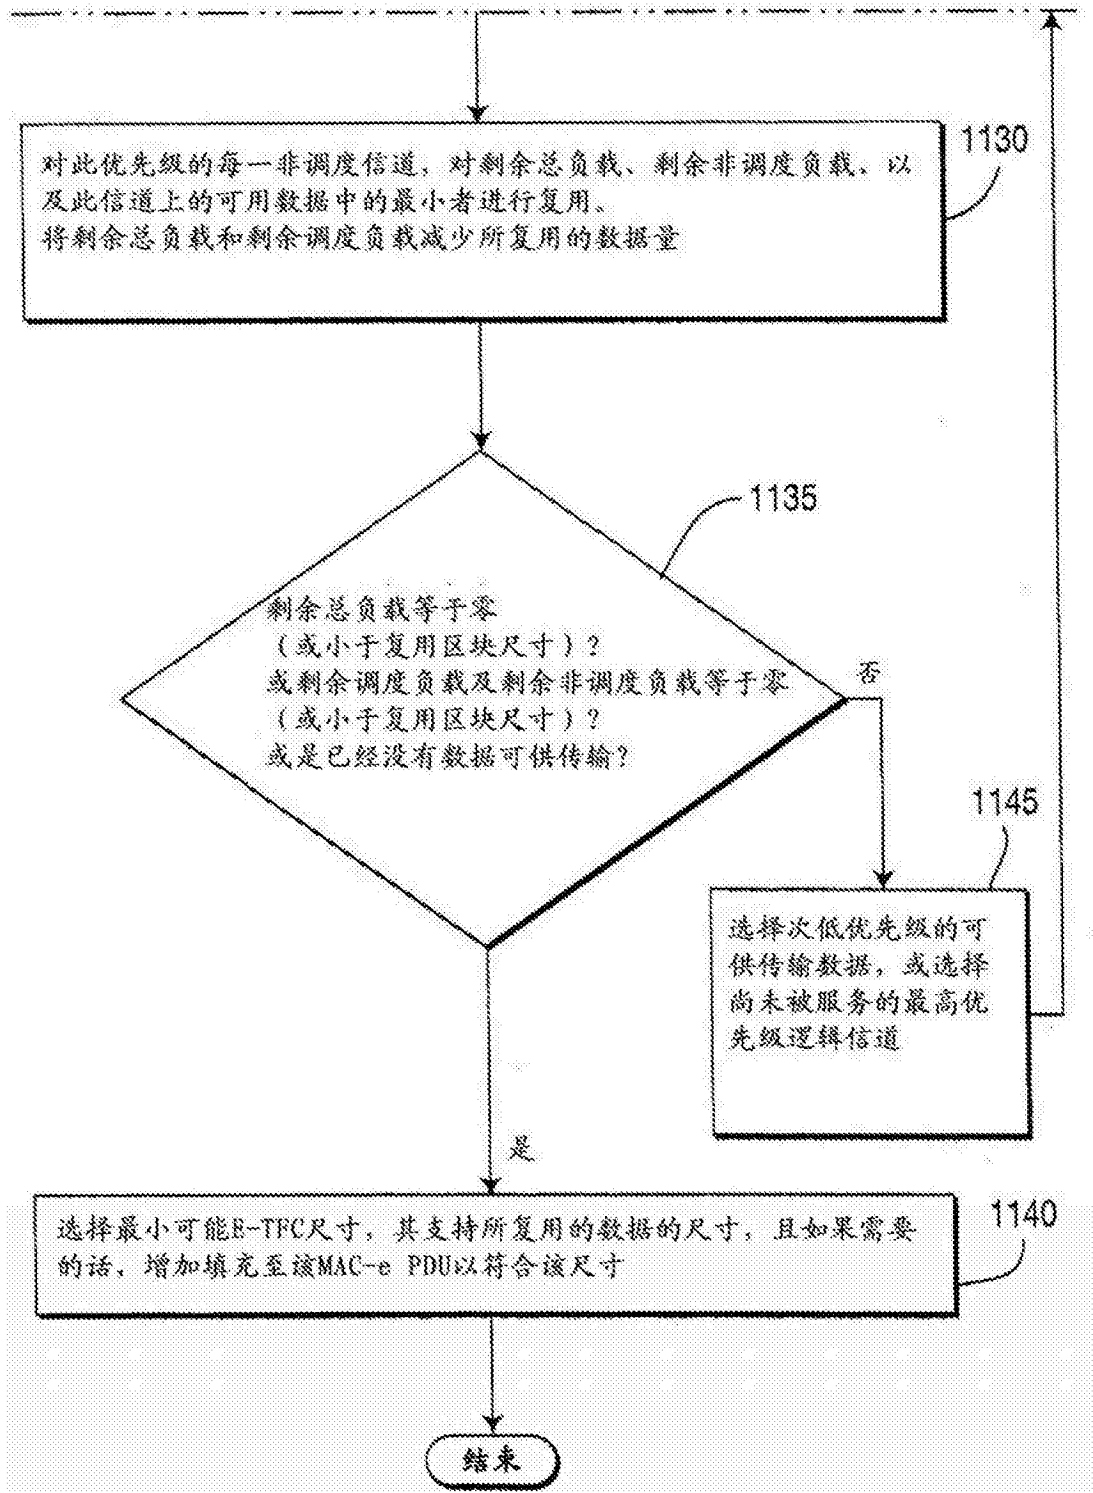 1130
对此优先级的每一非调度信道，对剩余总负载、剩余非调度负载、以
及此信道上的可用数据中的最小者进行复用。
将剩余总负载和剩余调度负载减少所复用的数据量
1135
剩余总负载等于零
（或小于复用区块尺寸）？
或剩余调度负载及剩余非调度负载等于零
（或小于复用区块尺寸）？
或是已经没有数据可供传输？
否
1145
选择次低优先级的可
供传输数据，或选择
尚未被服务的最高优
先级逻辑信道
是
1140
选择最小可能E-TFC尺寸，其支持所复用的数据的尺寸，且如果需要
的话，增加填充至该MAC-e PDU以符合该尺寸
结束